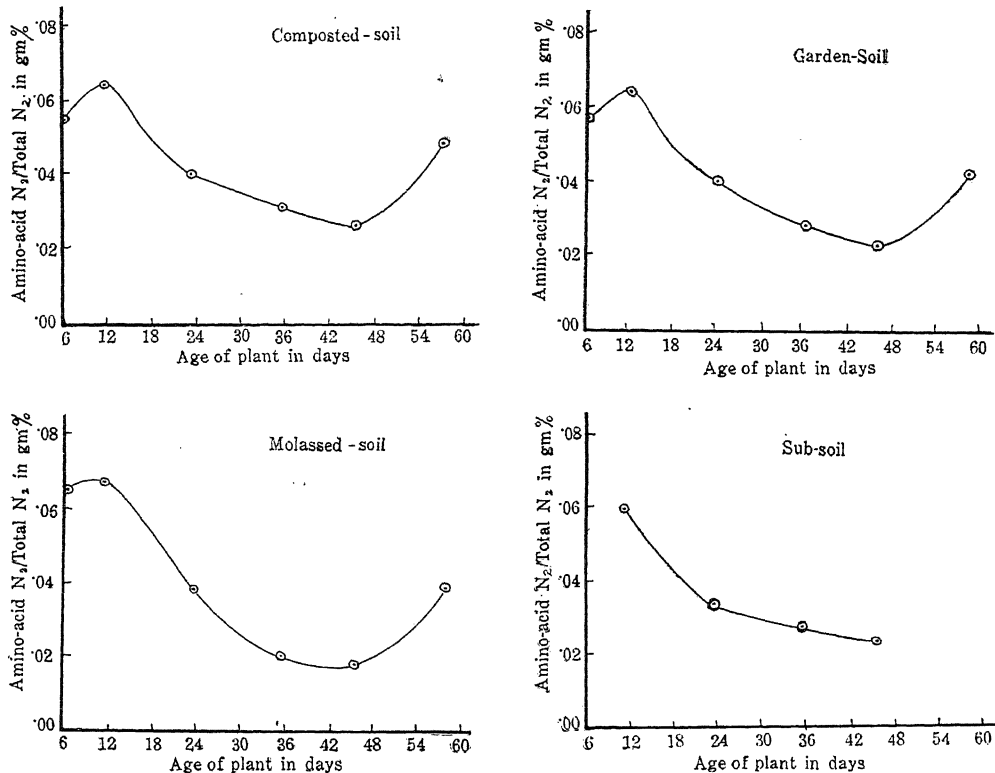 Composted-soil
Amino-acid N₂/Total N₂ in gm%
·08
·06
·04
·02
·00
6 12 18 24 30 36 42 48 54 60
Age of plant in days
Garden-Soil
Amino-acid N₂/Total N₂ in gm%
·08
·06
·04
·02
·00
6 12 18 24 30 36 42 48 54 60
Age of plant in days
Molassed-soil
Amino-acid N₂/Total N₂ in gm%
·08
·06
·04
·02
·00
6 12 18 24 30 36 42 48 54 60
Age of plant in days
Sub-soil
Amino-acid N₂/Total N₂ in gm%
·08
·06
·04
·02
·00
6 12 18 24 30 36 42 48 54 60
Age of plant in days